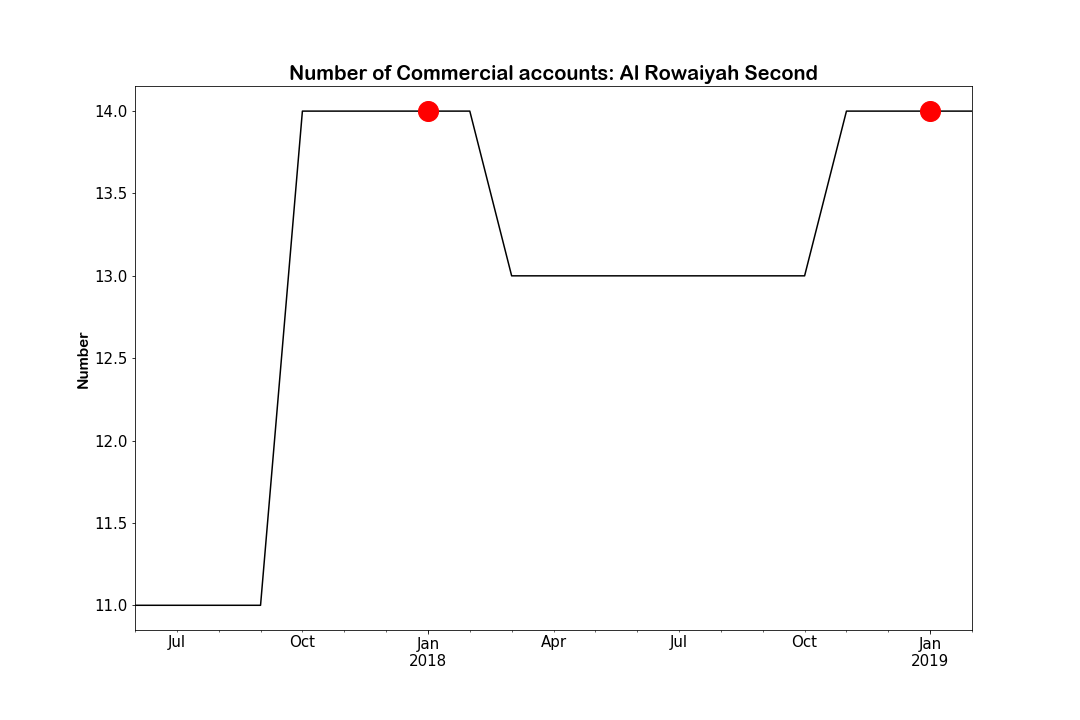 Number of Commercial accounts: Al Rowaiyah Second
Number
14.0
13.5
13.0
12.5
12.0
11.5
11.0
Jul Oct Jan Apr Jul Oct Jan
2018 2019